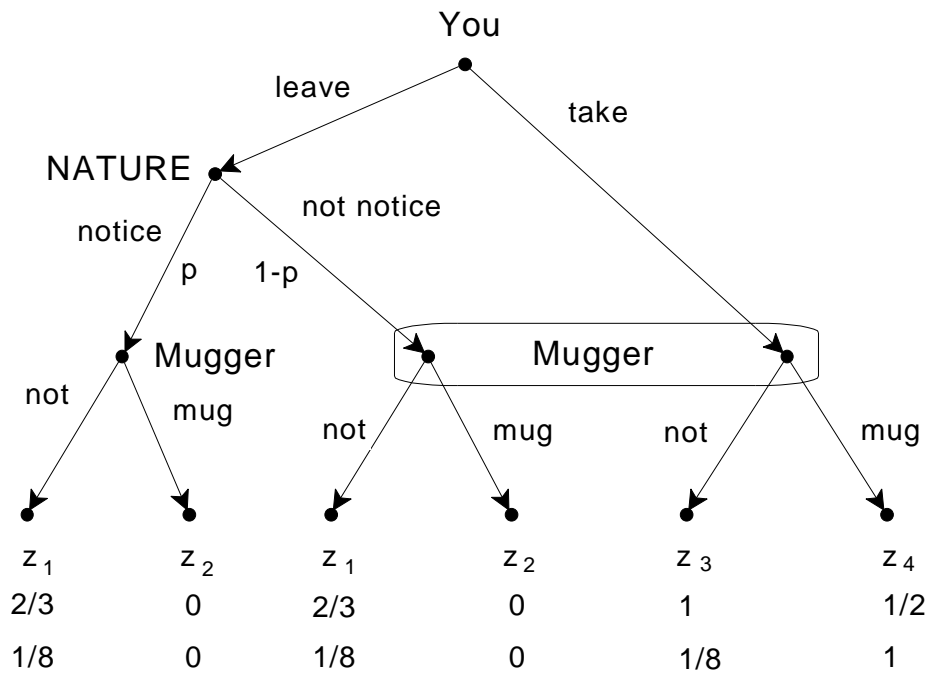 You
leave
take
NATURE
not notice
notice
p
1-p
Mugger
Mugger
not
mug
not
mug
not
mug
z 1 z 2 z 1 z 2 z 3 z 4
2/3 0 2/3 0 1 1/2
1/8 0 1/8 0 1/8 1